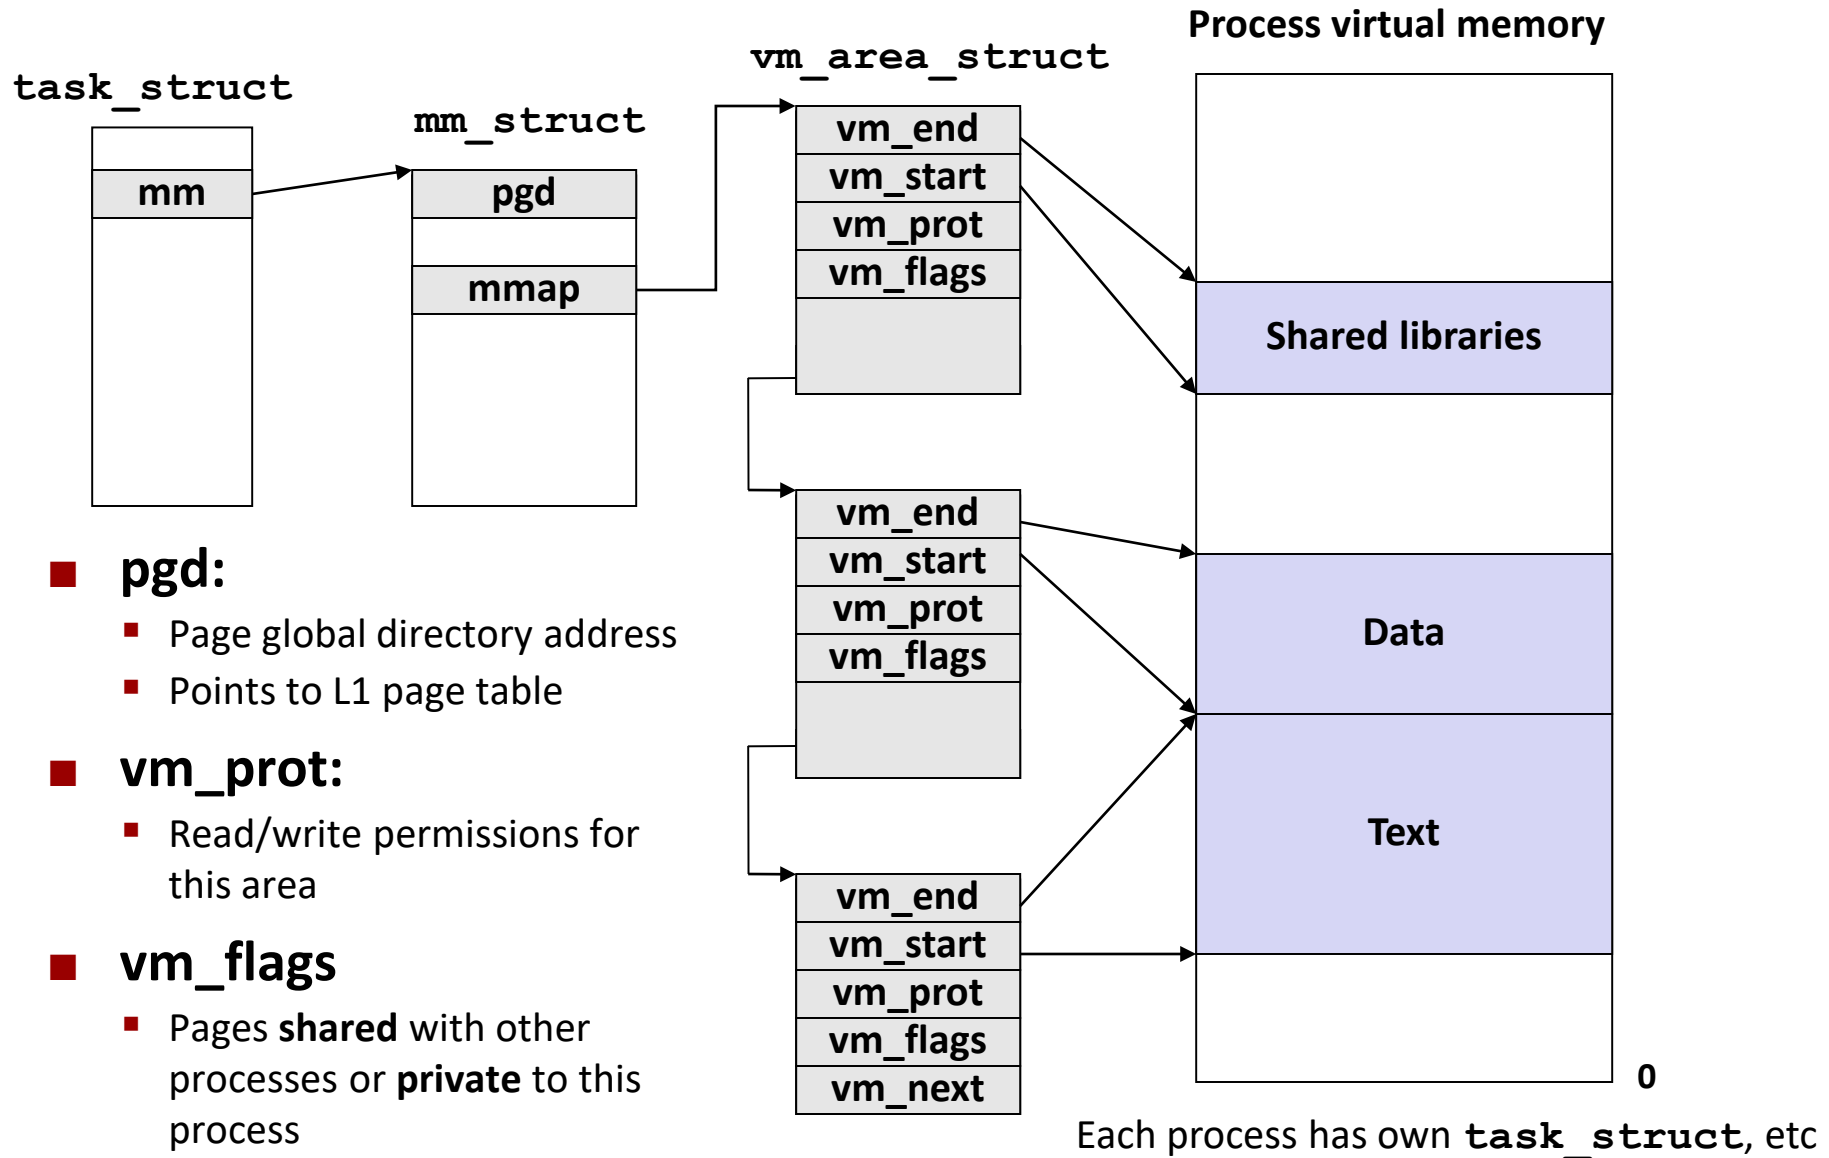 Process virtual memory
vm_area_struct
task_struct
mm_struct
mm
pgd
mmap
vm_end
vm_start
vm_prot
vm_flags
Shared libraries
vm_end
vm_start
vm_prot
vm_flags
Data
Text
vm_end
vm_start
vm_prot
vm_flags
vm_next
0
pgd:
Page global directory address
Points to L1 page table
vm_prot:
Read/write permissions for
this area
vm_flags
Pages shared with other
processes or private to this
process
Each process has own task_struct, etc